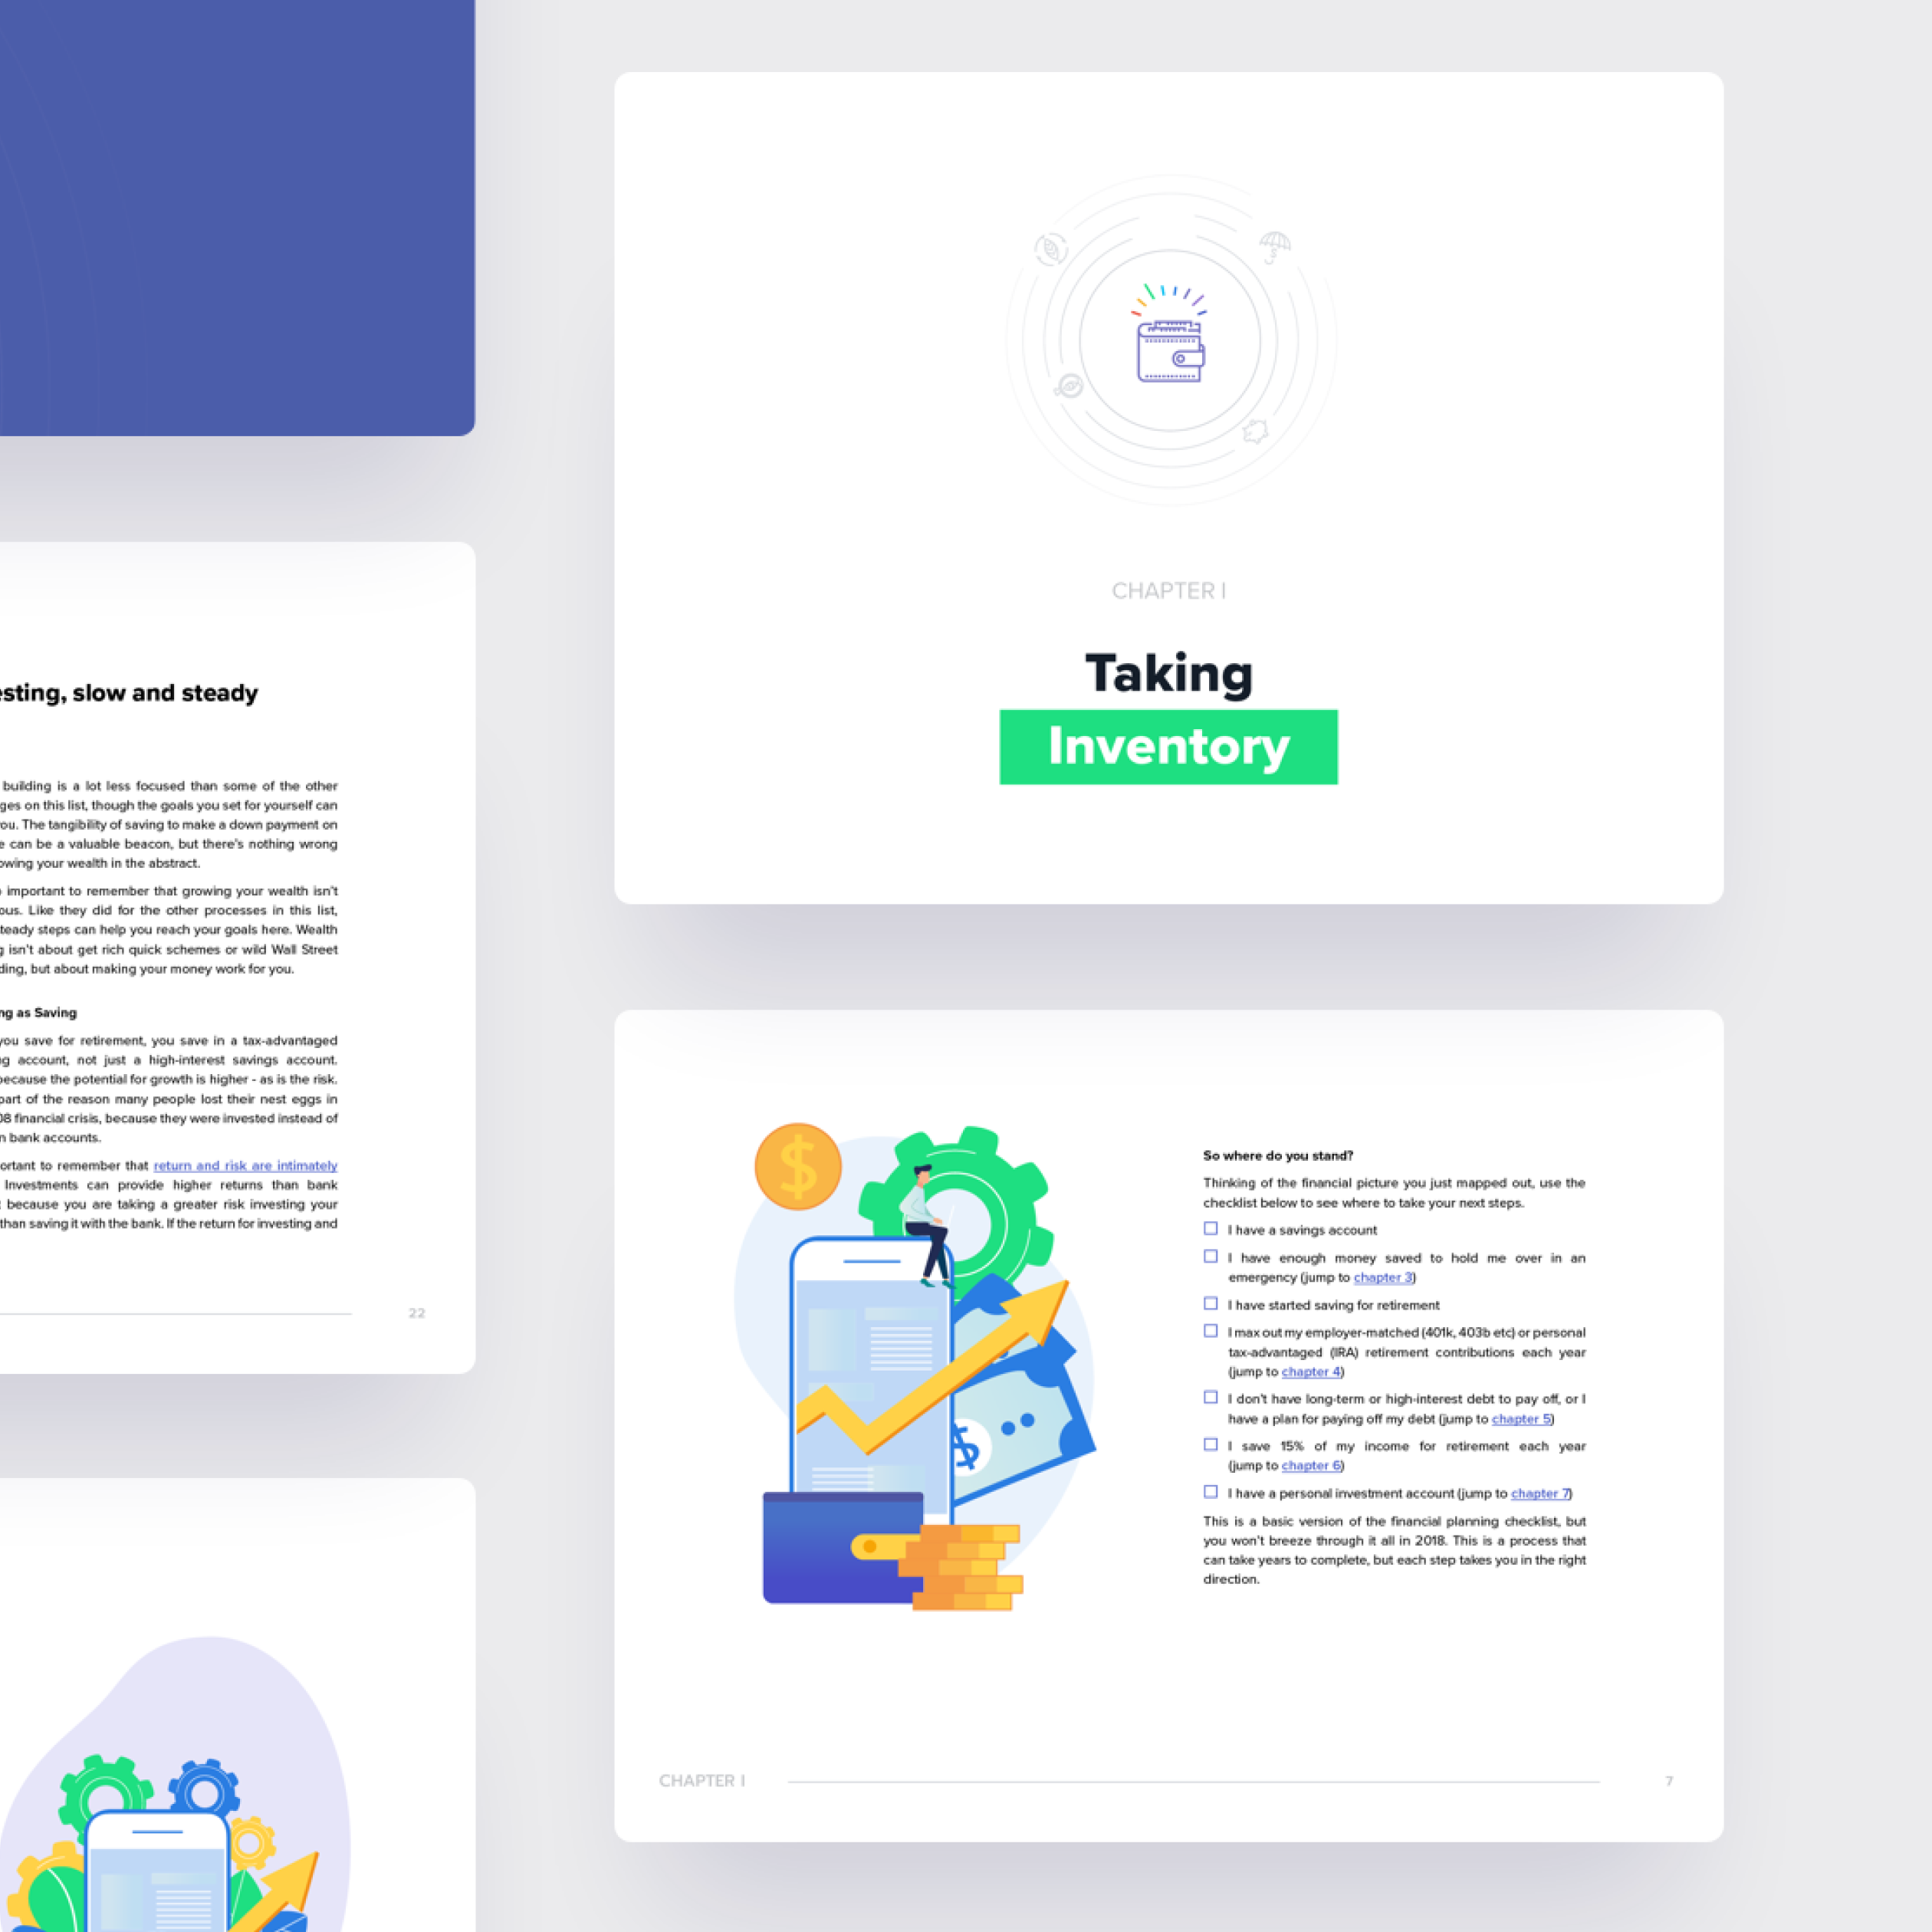 esting, slow and steady
building is a lot less focused than some of the other
ges on this list, though the goals you set for yourself can
ou. The tangibility of saving to make a down payment on
e can be a valuable beacon, but there's nothing wrong
owing your wealth in the abstract.
important to remember that growing your wealth isn't
ous. Like they did for the other processes in this list,
teady steps can help you reach your goals here. Wealth
g isn't about get rich quick schemes or wild Wall Street
ding, but about making your money work for you.
ng as Saving
you save for retirement, you save in a tax-advantaged
g account, not just a high-interest savings account.
because the potential for growth is higher - as is the risk.
part of the reason many people lost their nest eggs in
08 financial crisis, because they were invested instead of
n bank accounts.
ortant to remember that return and risk are intimately
Investments can provide higher returns than bank
because you are taking a greater risk investing your
than saving it with the bank. If the return for investing and
22
CHAPTER I
Taking
Inventory
So where do you stand?
Thinking of the financial picture you just mapped out, use the
checklist below to see where to take your next steps.
I have a savings account
I have enough money saved to hold me over in an
emergency (jump to chapter 3)
I have started saving for retirement
I max out my employer-matched (401k, 403b etc) or personal
tax-advantaged (IRA) retirement contributions each year
(jump to chapter 4)
I don't have long-term or high-interest debt to pay off, or I
have a plan for paying off my debt (jump to chapter 5)
I save 15% of my income for retirement each year
(jump to chapter 6)
I have a personal investment account (jump to chapter 7)
This is a basic version of the financial planning checklist, but
you won't breeze through it all in 2018. This is a process that
can take years to complete, but each step takes you in the right
direction.
CHAPTER I
7